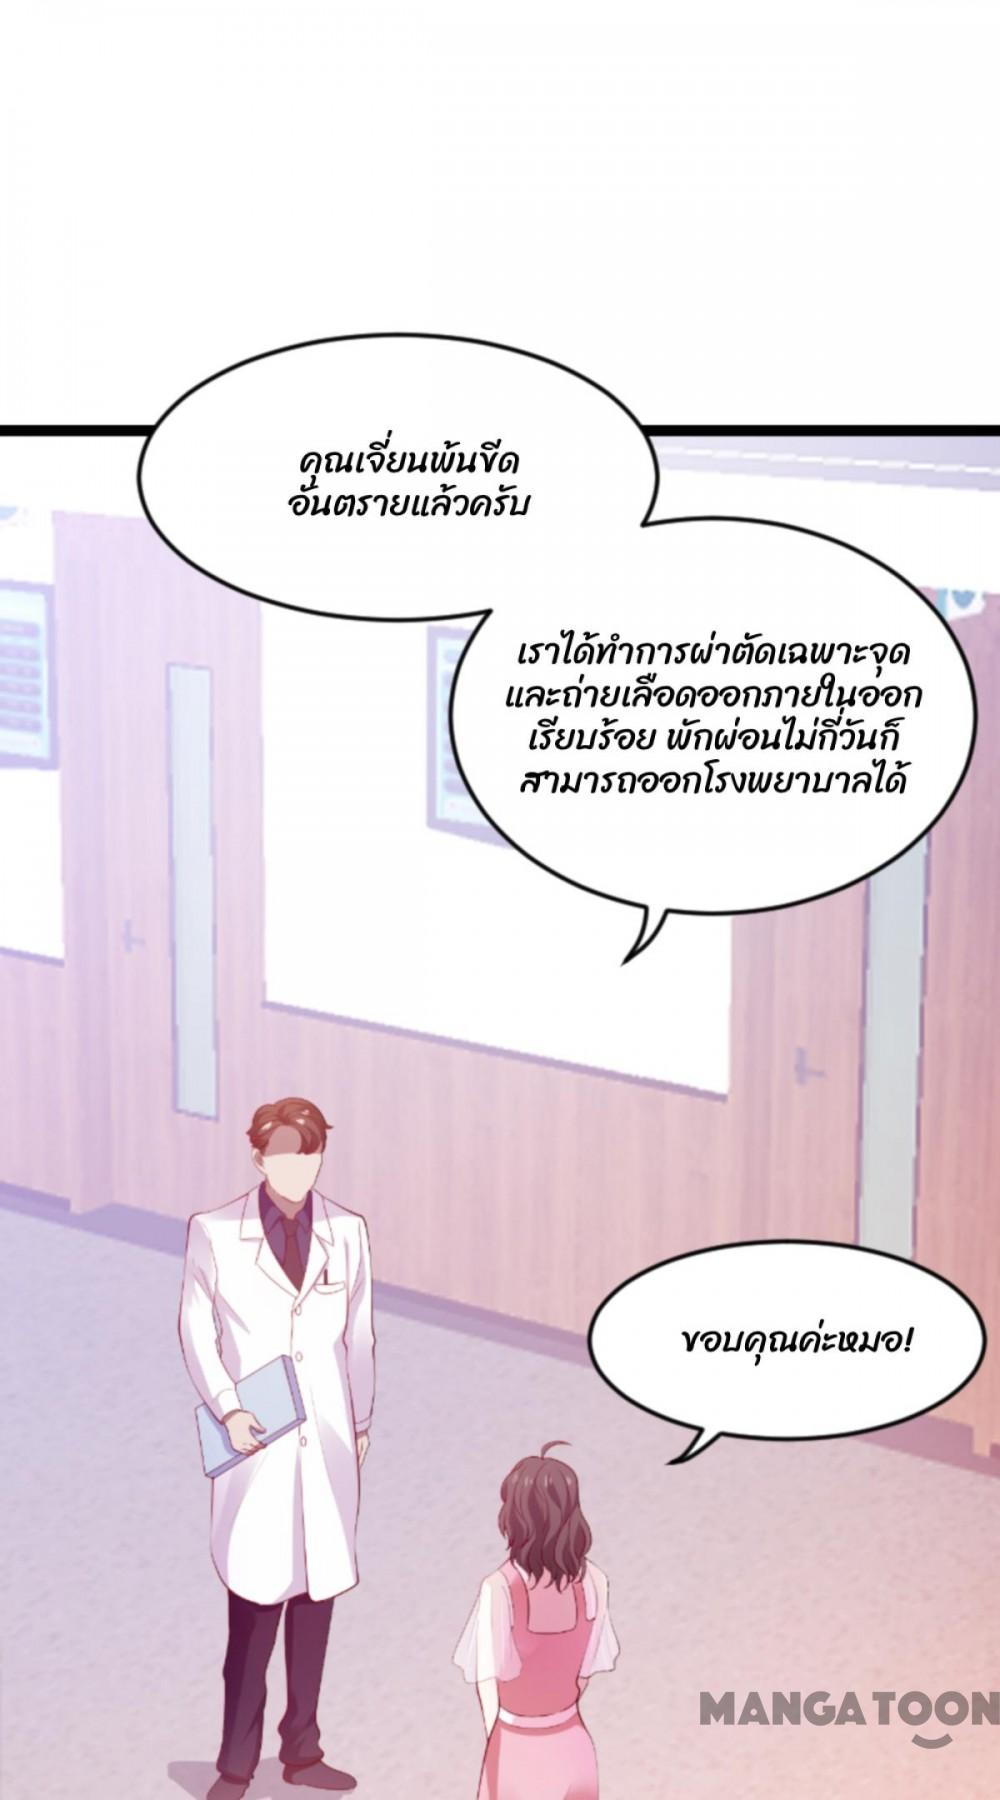 คุณเจี่ยนพ้นขีด
อันตรายแล้วครับ
เราได้ทำการผ่าตัดเฉพาะจุด
และถ่ายเลือดออกภายในออก
เรียบร้อย พักผ่อนไม่กี่วันก็
สามารถออกโรงพยาบาลได้
ขอบคุณค่ะหมอ!
MANGATOON